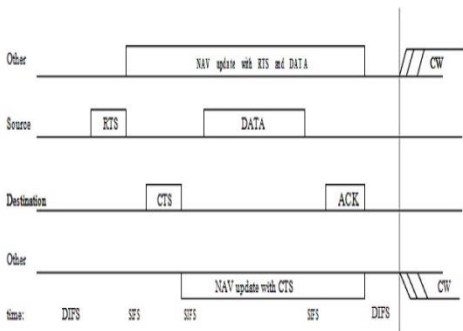 Other
NAV update with RTS and DATA
CW
Source
RTS
DATA
Destination
CTS
ACK
Other
NAV update with CTS
CW
time: DIFS SIFS SIFS SIFS DIFS